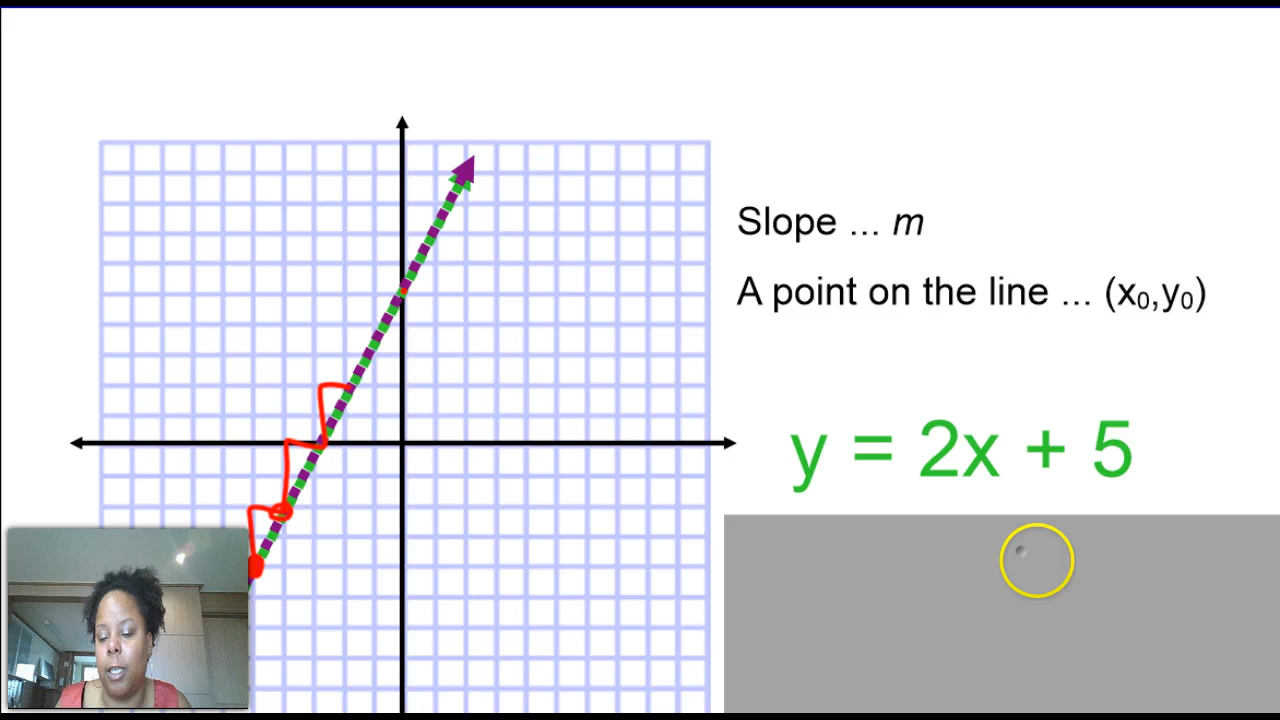 Slope ... m
A point on the line ... (x₀,y₀)
y = 2x + 5